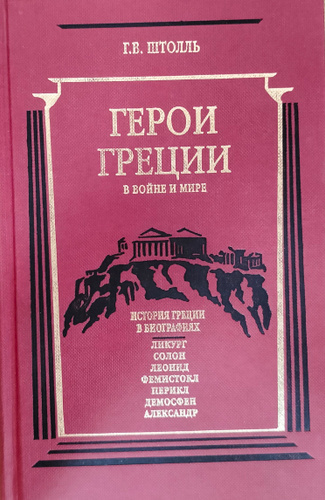 Г.В. ШТОЛЛЬ
ГЕРОИ
ГРЕЦИИ
В ВОЙНЕ И МИРЕ
ИСТОРИЯ ГРЕЦИИ
В БИОГРАФИЯХ
ЛИКУРГ
СОЛОН
ЛЕОНИД
ФЕМИСТОКЛ
ПЕРИКЛ
ДЕМОСФЕН
АЛЕКСАНДР